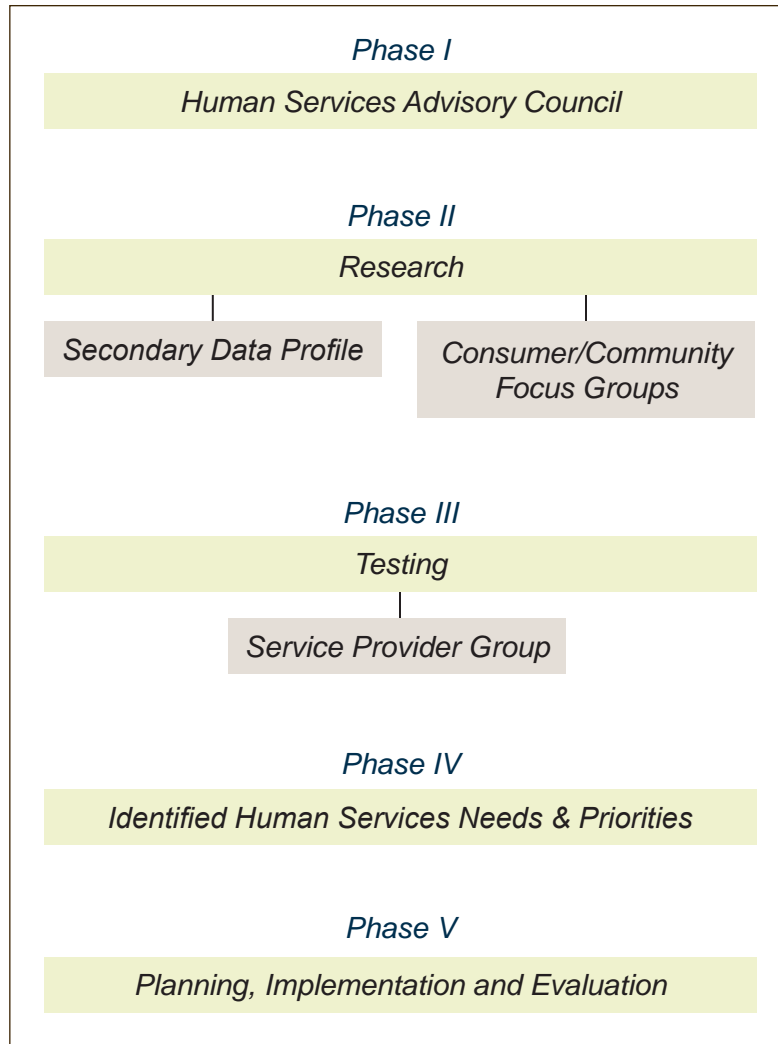 Phase I
Human Services Advisory Council
Phase II
Research
Secondary Data Profile
Consumer/Community
Focus Groups
Phase III
Testing
Service Provider Group
Phase IV
Identified Human Services Needs & Priorities
Phase V
Planning, Implementation and Evaluation